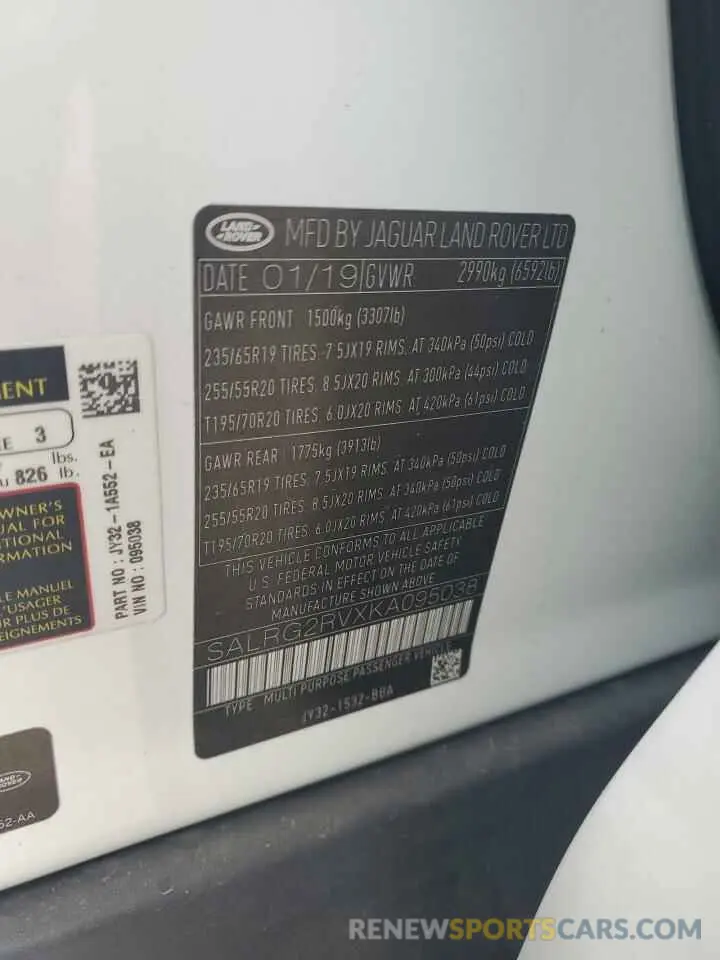 LAND ROVER MFD BY JAGUAR LAND ROVER LTD
DATE 01/19 GVWR 2990kg (6592lb)
GAWR FRONT 1500kg (3307lb)
235/65R19 TIRES. 7.5JX19 RIMS. AT 340kPa (50psi) COLD
255/55R20 TIRES. 8.5JX20 RIMS. AT 300kPa (44psi) COLD
T195/70R20 TIRES. 6.0JX20 RIMS. AT 420kPa (61psi) COLD
GAWR REAR 1775kg (3913lb)
235/65R19 TIRES. 7.5JX19 RIMS. AT 340kPa (50psi) COLD
255/55R20 TIRES. 8.5JX20 RIMS. AT 340kPa (50psi) COLD
T195/70R20 TIRES. 6.0JX20 RIMS. AT 420kPa (61psi) COLD
THIS VEHICLE CONFORMS TO ALL APPLICABLE
U.S. FEDERAL MOTOR VEHICLE SAFETY
STANDARDS IN EFFECT ON THE DATE OF
MANUFACTURE SHOWN ABOVE
SALRG2RVXKA095038
TYPE MULTI PURPOSE PASSENGER VEHICLE
JY32-1532-BBA
3
lbs.
826 lb.
PART NO : JY32-1A552-EA
VIN NO : 095038
OWNER'S
FOR
LE MANUEL
L'USAGER
UR PLUS DE
LAND ROVER
52-AA
RENEWSPORTSCARS.COM